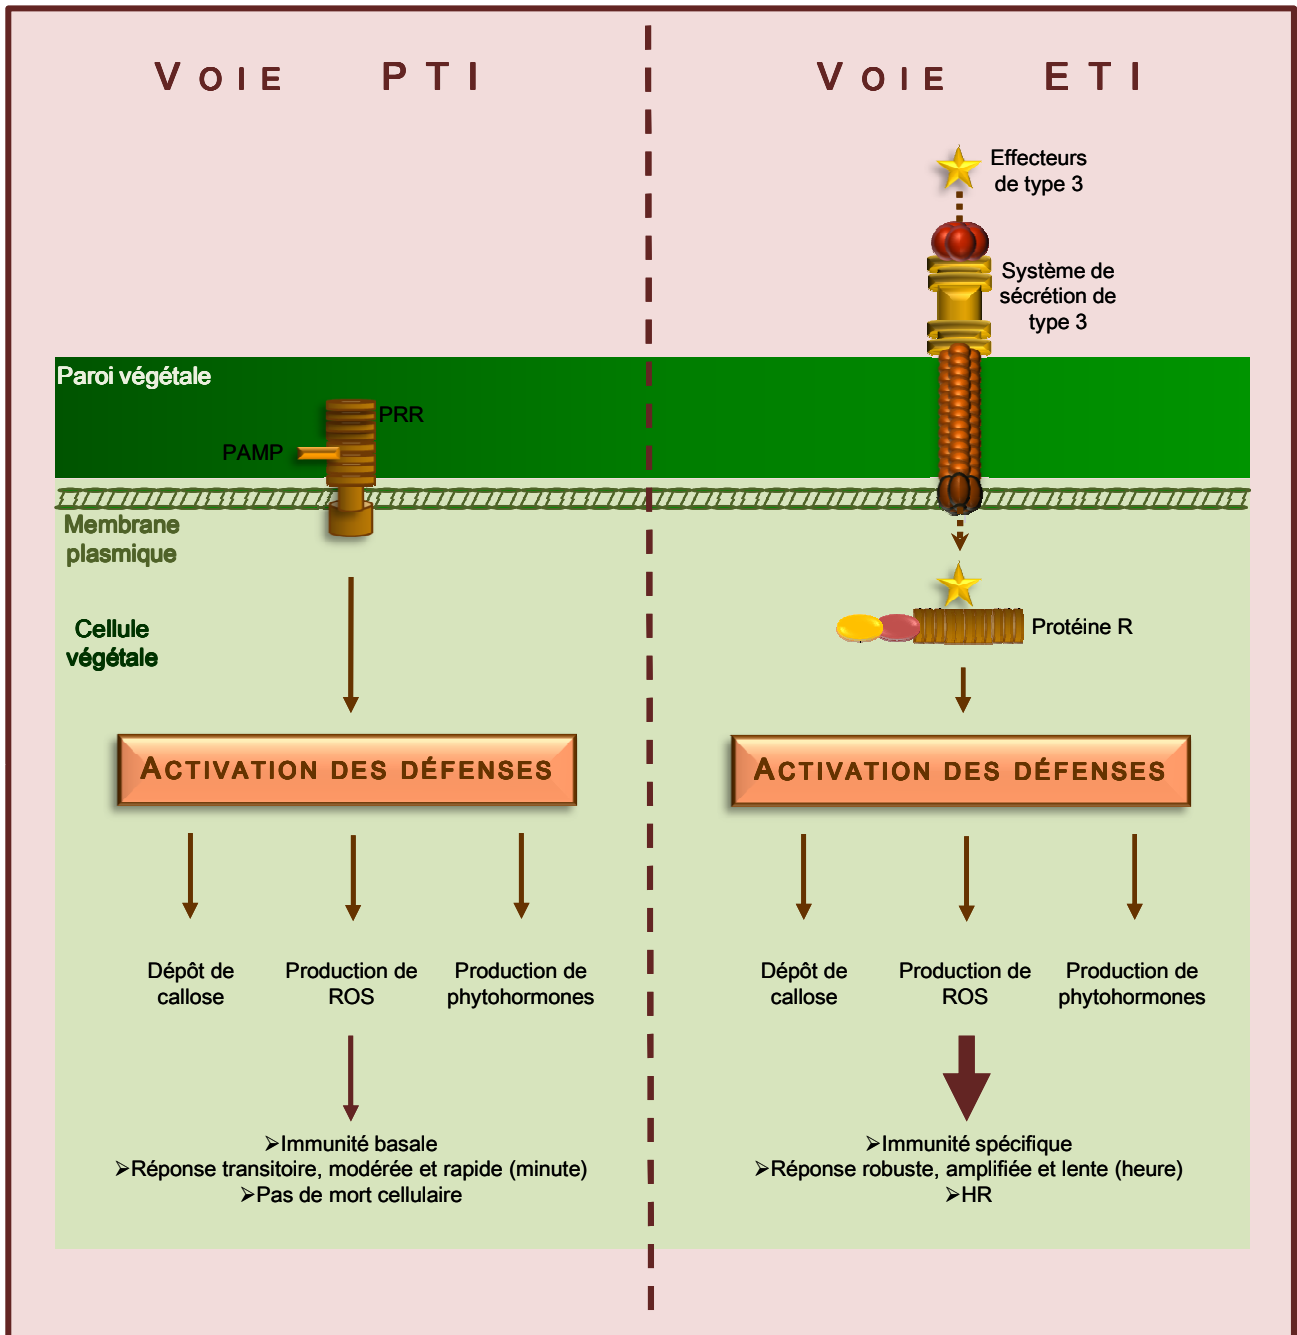 VOIE PTI
VOIE ETI
Effecteurs
de type 3
Système de
sécrétion de
type 3
Paroi végétale
PRR
PAMP
Membrane
plasmique
Cellule
végétale
Protéine R
ACTIVATION DES DÉFENSES
ACTIVATION DES DÉFENSES
Dépôt de
callose
Production de
ROS
Production de
phytohormones
Dépôt de
callose
Production de
ROS
Production de
phytohormones
➢Immunité basale
➢Réponse transitoire, modérée et rapide (minute)
➢Pas de mort cellulaire
➢Immunité spécifique
➢Réponse robuste, amplifiée et lente (heure)
➢HR